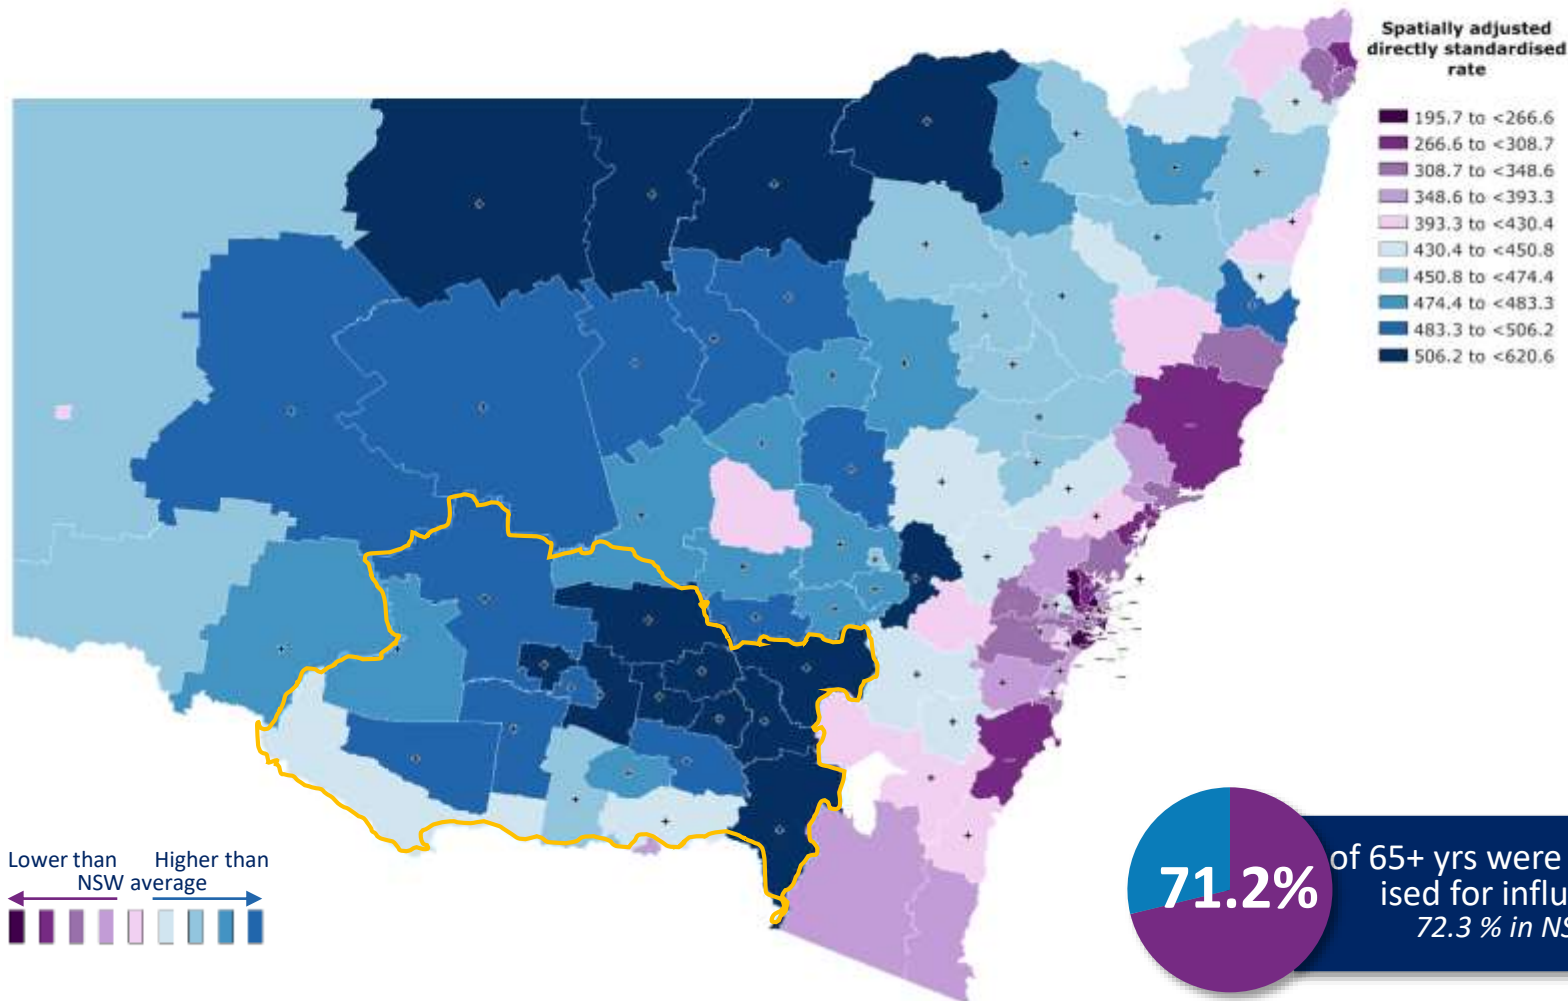 Spatially adjusted
directly standardised
rate
195.7 to <266.6
266.6 to <308.7
308.7 to <348.6
348.6 to <393.3
393.3 to <430.4
430.4 to <450.8
450.8 to <474.4
474.4 to <483.3
483.3 to <506.2
506.2 to <620.6
Lower than Higher than
NSW average
71.2%
of 65+ yrs were
ised for influ
72.3 % in NS